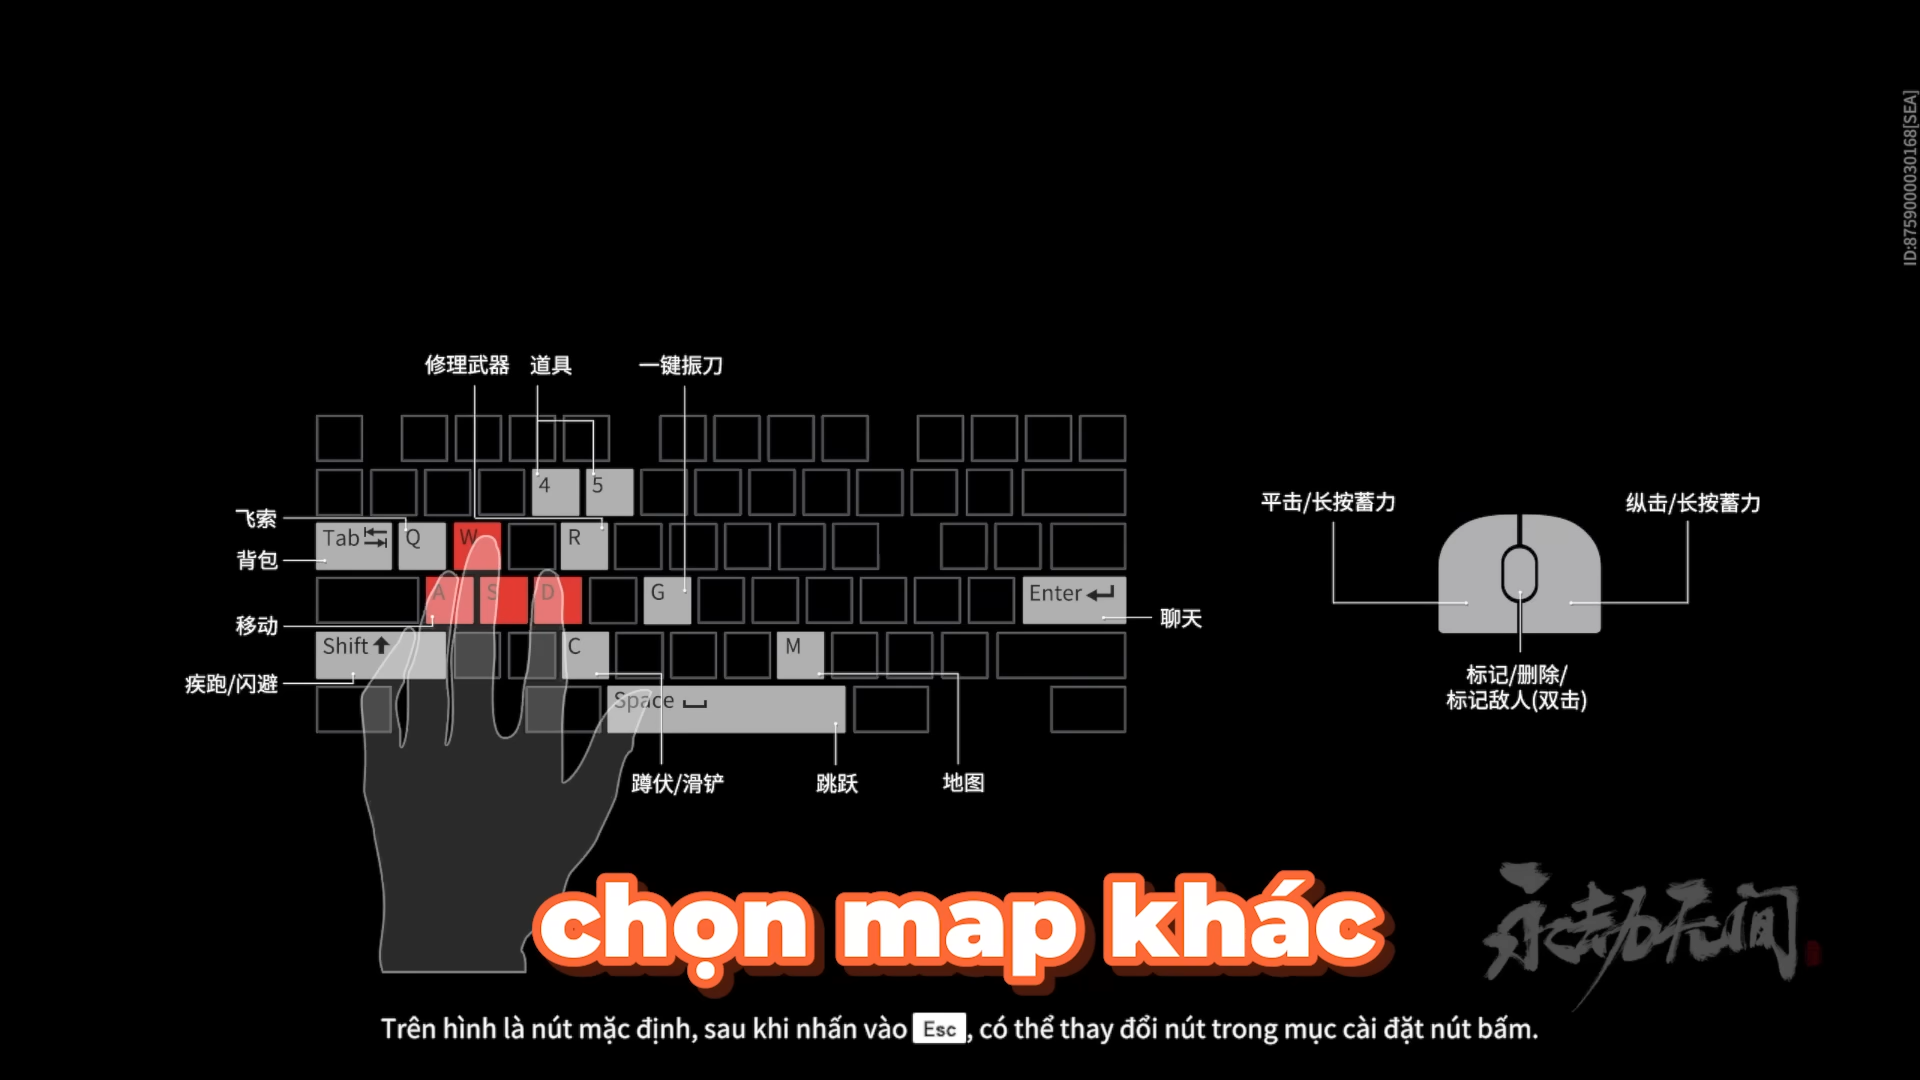 ID:8759000030168[SEA]
修理武器 道具 一键振刀
4 5
飞索
Tab Q W R
背包
A S D G Enter
移动
聊天
Shift C M
疾跑/闪避
Space
蹲伏/滑铲 跳跃 地图
平击/长按蓄力 纵击/长按蓄力
标记/删除/
标记敌人(双击)
chọn map khác
永劫无间
Trên hình là nút mặc định, sau khi nhấn vào Esc, có thể thay đổi nút trong mục cài đặt nút bấm.